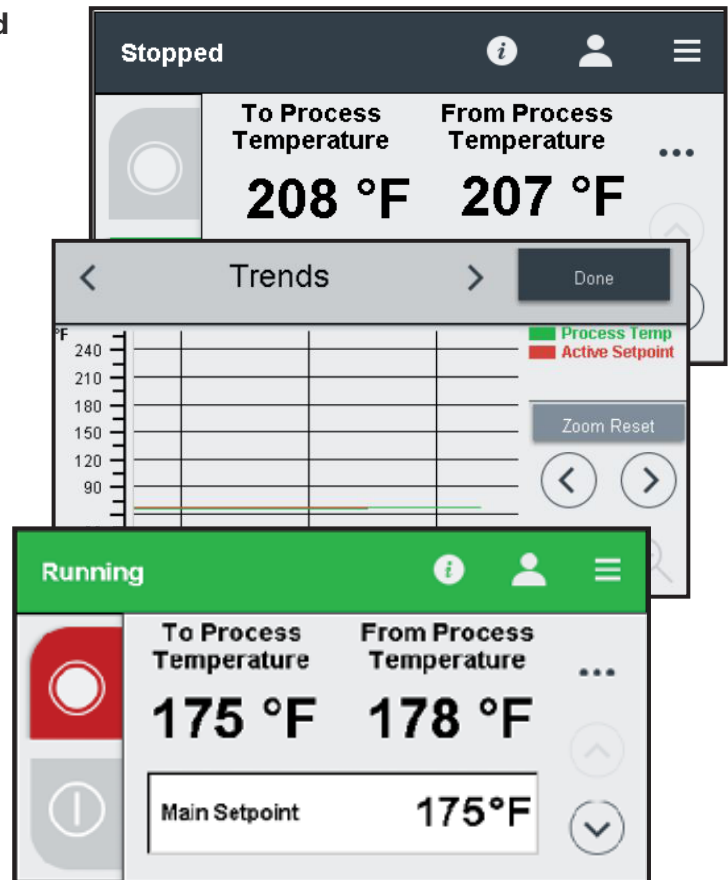 d
Stopped
To Process From Process
Temperature Temperature
208 °F 207 °F
Trends Done
°F
Process Temp
Active Setpoint
240
210
180
150
120
90
Zoom Reset
Running
To Process From Process
Temperature Temperature
175 °F 178 °F
Main Setpoint 175°F